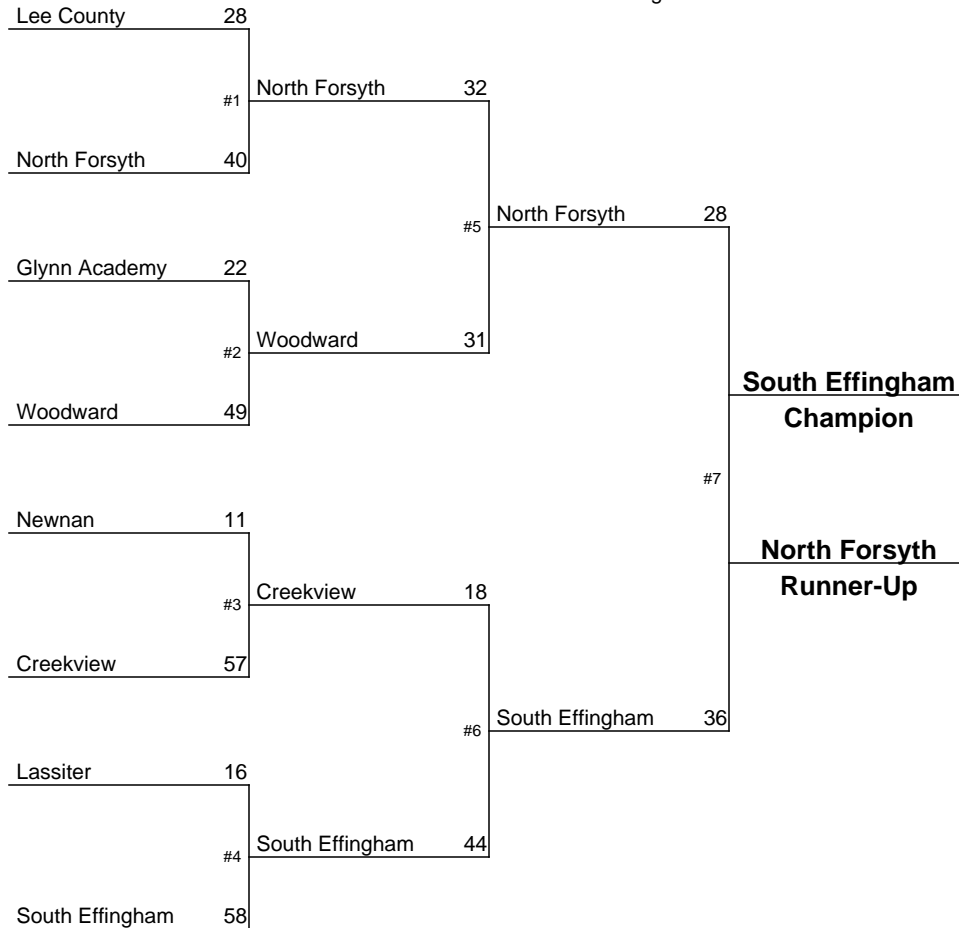 Lee County 28
#1 North Forsyth 32
North Forsyth 40
#5 North Forsyth 28
Glynn Academy 22
#2 Woodward 31
Woodward 49
South Effingham
Champion
#7
Newnan 11
North Forsyth
Runner-Up
#3 Creekview 18
Creekview 57
#6 South Effingham 36
Lassiter 16
#4 South Effingham 44
South Effingham 58